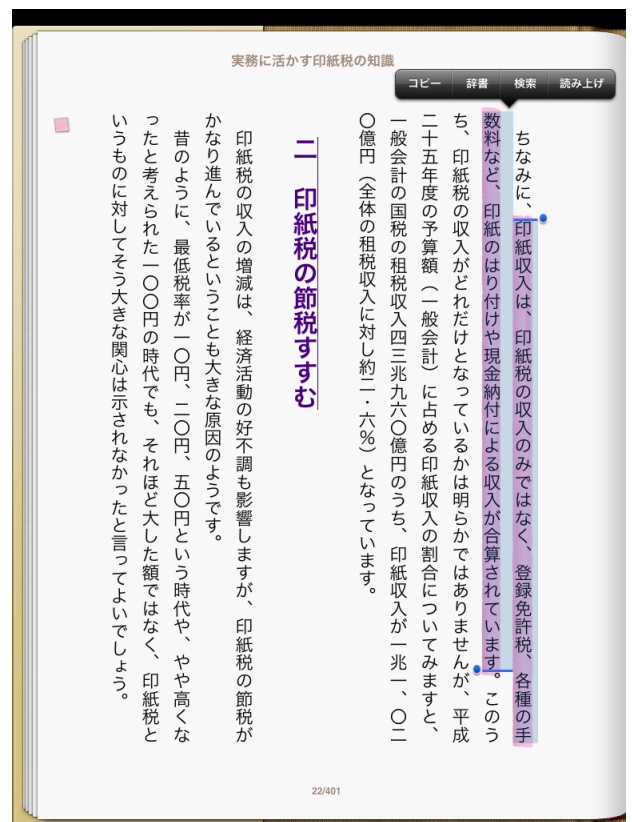 実務に活かす印紙税の知識
コピー 辞書 検索 読み上げ
ちなみに、印紙収入は、印紙税の収入のみではなく、登録免許税、各種の手
数料など、印紙のはり付けや現金納付による収入が合算されています。このう
ち、印紙税の収入がどれだけとなっているかは明らかではありませんが、平成
二十五年度の予算額（一般会計）に占める印紙収入の割合についてみますと、
一般会計の国税の租税収入四三兆九六〇億円のうち、印紙収入が一兆一、〇二
〇億円（全体の租税収入に対し約二・六％）となっています。
二 印紙税の節税すすむ
印紙税の収入の増減は、経済活動の好不調も影響しますが、印紙税の節税が
かなり進んでいるということも大きな原因のようです。
昔のように、最低税率が一〇円、二〇円、五〇円という時代や、やや高くな
ったと考えられた一〇〇円の時代でも、それほど大した額ではなく、印紙税と
いうものに対してそう大きな関心は示されなかったと言ってよいでしょう。
22/401